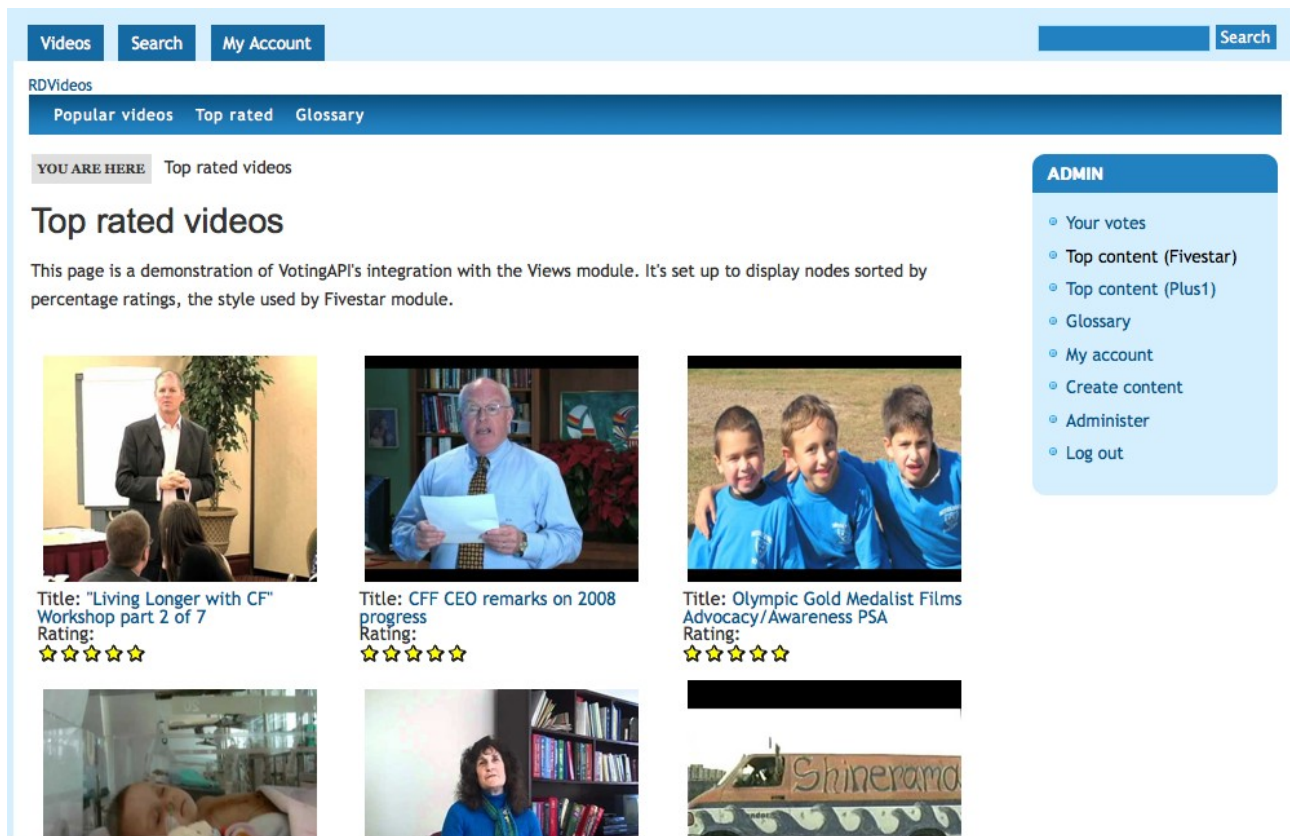 Videos Search My Account
Search
RDVideos
Popular videos Top rated Glossary
YOU ARE HERE Top rated videos
Top rated videos
This page is a demonstration of VotingAPI's integration with the Views module. It's set up to display nodes sorted by
percentage ratings, the style used by Fivestar module.
Title: "Living Longer with CF"
Workshop part 2 of 7
Rating:
Title: CFF CEO remarks on 2008
progress
Rating:
Title: Olympic Gold Medalist Films
Advocacy/Awareness PSA
Rating:
Shinerama
ADMIN
Your votes
Top content (Fivestar)
Top content (Plus1)
Glossary
My account
Create content
Administer
Log out